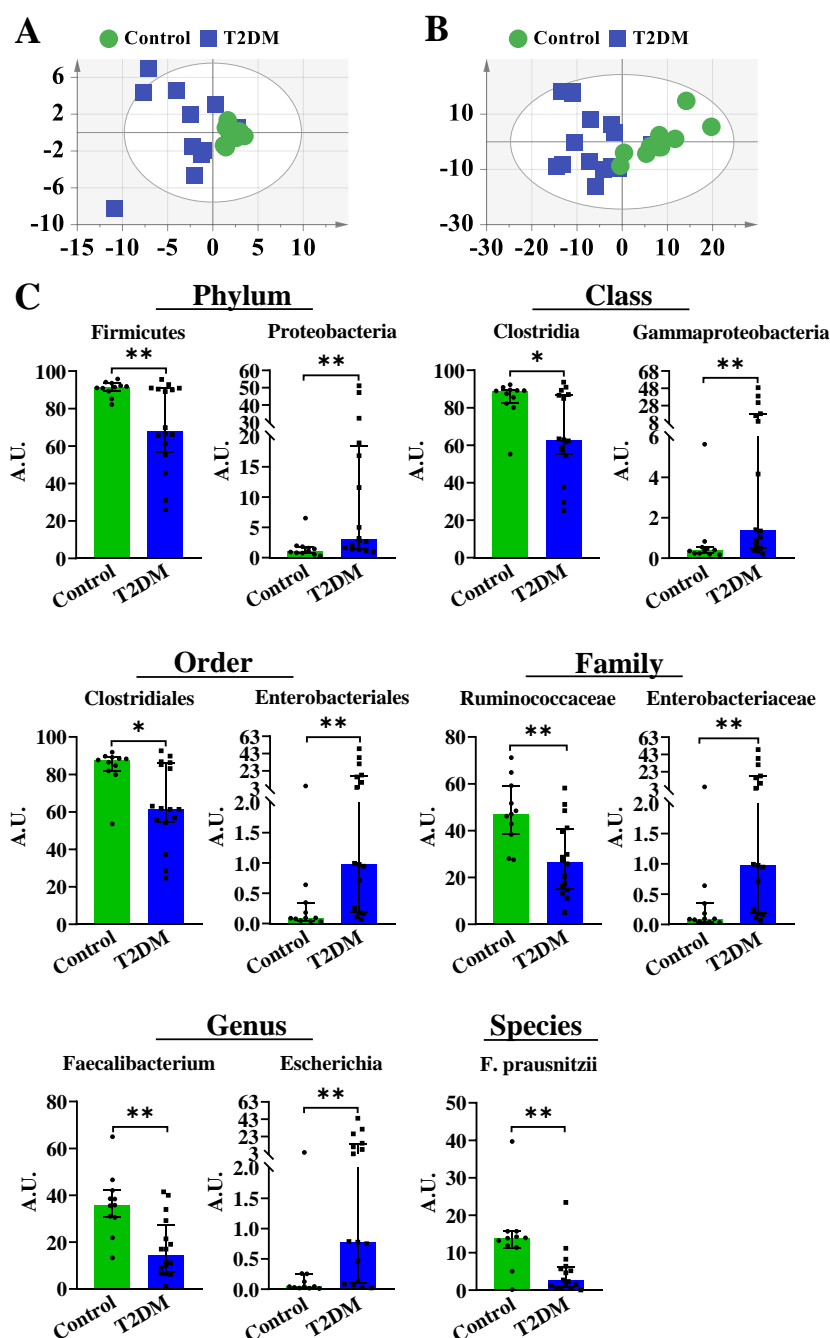 A
Control
T2DM
6
2
-2
-6
-10
-15
-10
-5
0
5
10
B
Control
T2DM
10
-10
-30
-30
-20
-10
0
10
20
C
Phylum
Class
Firmicutes
Proteobacteria
Clostridia
Gammaproteobacteria
A.U.
100
80
60
40
20
0
**
Control
T2DM
A.U.
60
50
40
30
20
10
0
20
15
10
5
0
**
Control
T2DM
A.U.
100
80
60
40
20
0
*
Control
T2DM
A.U.
68
48
28
8
6
4
2
0
**
Control
T2DM
Order
Family
Clostridiales
Enterobacteriales
Ruminococcaceae
Enterobacteriaceae
A.U.
100
80
60
40
20
0
*
Control
T2DM
A.U.
63
43
23
3
2.0
1.5
1.0
0.5
0.0
**
Control
T2DM
A.U.
80
60
40
20
0
**
Control
T2DM
A.U.
63
43
23
3
2.0
1.5
1.0
0.5
0.0
**
Control
T2DM
Genus
Species
Faecalibacterium
Escherichia
F. prausnitzii
A.U.
80
60
40
20
0
**
Control
T2DM
A.U.
63
43
23
3
2.0
1.5
1.0
0.5
0.0
**
Control
T2DM
A.U.
50
40
30
20
10
0
**
Control
T2DM